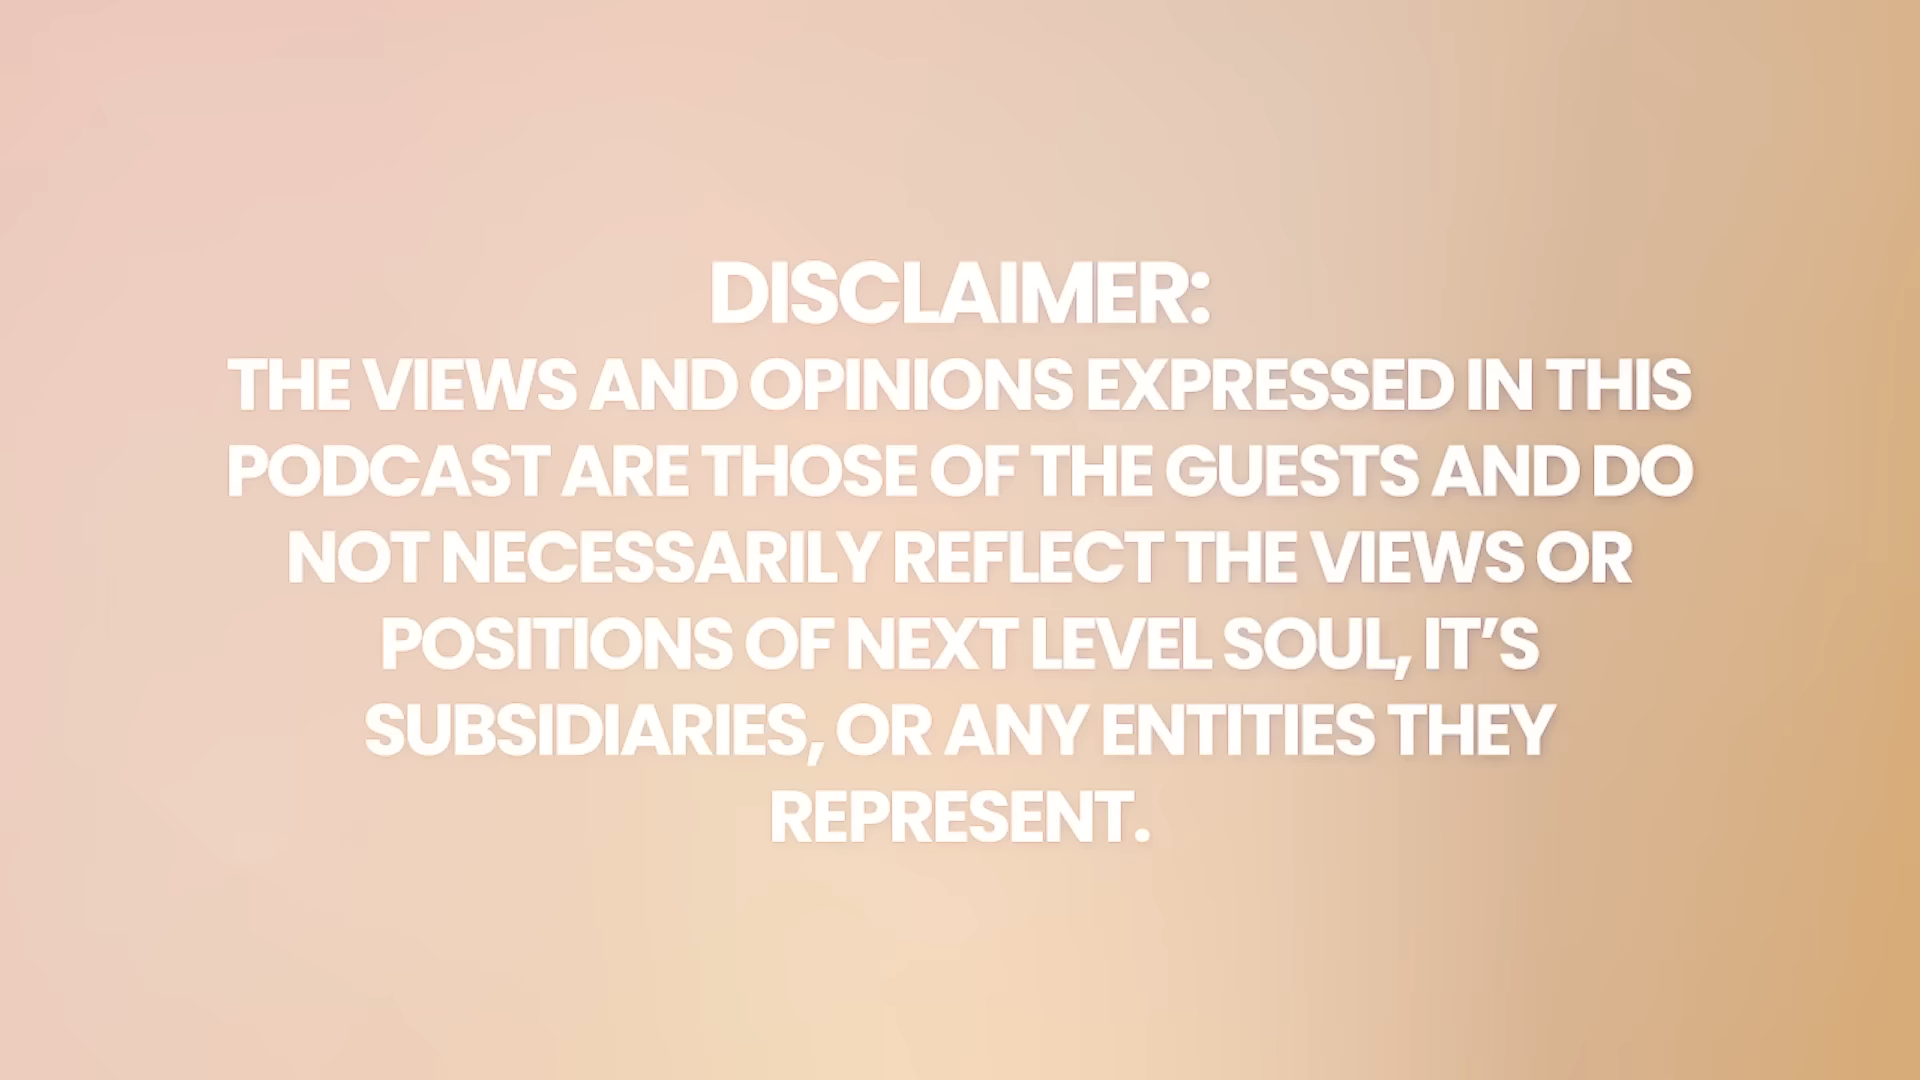 DISCLAIMER:
THE VIEWS AND OPINIONS EXPRESSED IN THIS
PODCAST ARE THOSE OF THE GUESTS AND DO
NOT NECESSARILY REFLECT THE VIEWS OR
POSITIONS OF NEXT LEVEL SOUL, IT’S
SUBSIDIARIES, OR ANY ENTITIES THEY
REPRESENT.